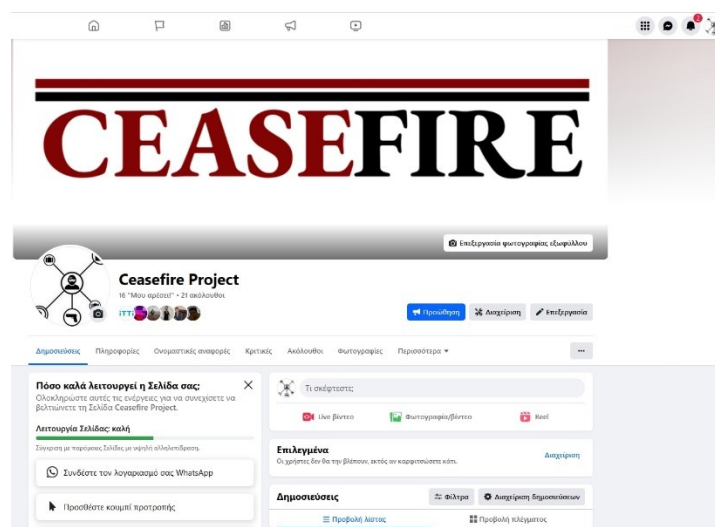 2
CEASEFIRE
Επεξεργασία φωτογραφίας εξωφύλλου
Ceasefire Project
16 "Μου αρέσει!" • 21 ακόλουθοι
iTTi
Προώθηση Διαχείριση Επεξεργασία
Δημοσιεύσεις Πληροφορίες Ονομαστικές αναφορές Κριτικές Ακόλουθοι Φωτογραφίες Περισσότερα
Πόσο καλά λειτουργεί η Σελίδα σας;
Ολοκληρώστε αυτές τις ενέργειες για να συνεχίσετε να
βελτιώνετε τη Σελίδα Ceasefire Project.
Λειτουργία Σελίδας: καλή
Σύγκριση με παρόμοιες Σελίδες με υψηλή αλληλεπίδραση.
Συνδέστε τον λογαριασμό σας WhatsApp
Προσθέστε κουμπί προτροπής
Τι σκέφτεστε;
Live βίντεο Φωτογραφία/βίντεο Reel
Επιλεγμένα
Οι χρήστες δεν θα την βλέπουν, εκτός αν καρφιτσώσετε κάτι.
Διαχείριση
Δημοσιεύσεις Φίλτρα Διαχείριση δημοσιεύσεων
Προβολή λίστας Προβολή πλέγματος